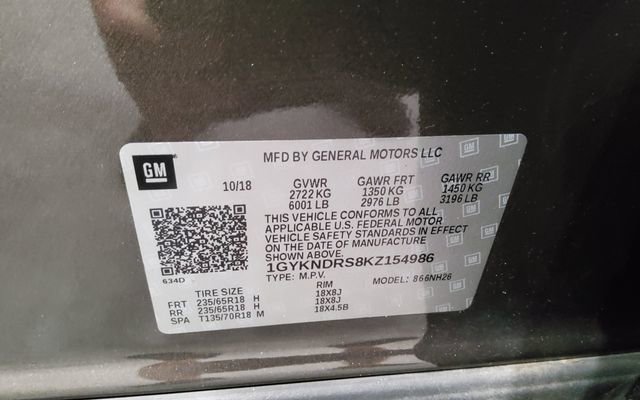 GM
MFD BY GENERAL MOTORS LLC
10/18 GVWR GAWR FRT GAWR RR
2722 KG 1350 KG 1450 KG
6001 LB 2976 LB 3196 LB
THIS VEHICLE CONFORMS TO ALL
APPLICABLE U.S. FEDERAL MOTOR
VEHICLE SAFETY STANDARDS IN EFFECT
ON THE DATE OF MANUFACTURE
SHOWN ABOVE.
634D
1GYKNDRS8KZ154986
TYPE: M.P.V. MODEL: 866NH26
TIRE SIZE RIM
FRT 235/65R18 H 18X8J
RR 235/65R18 H 18X8J
SPA T135/70R18 M 18X4.5B